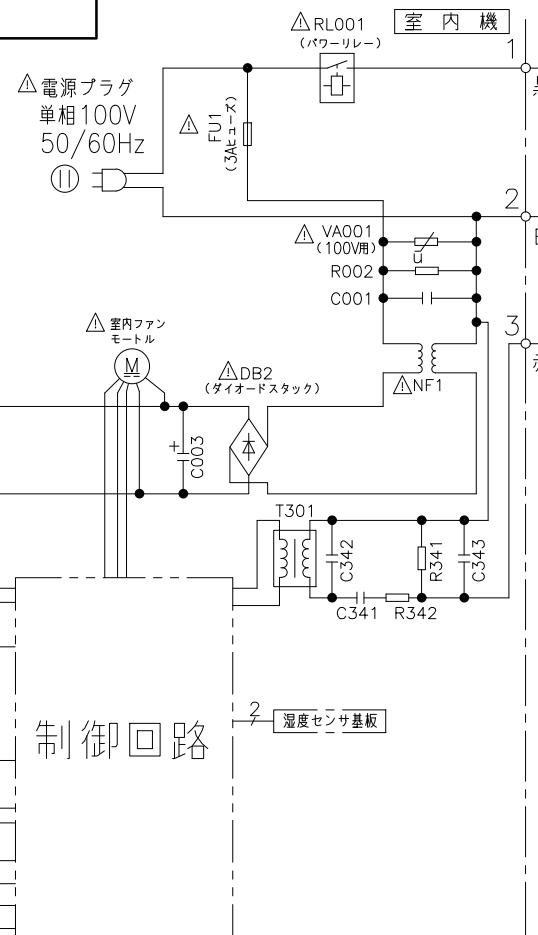 ⚠RL001
(パワーリレー)
室内機
1
⚠電源プラグ
単相100V
50/60Hz
⚠
FU1
(3Aヒューズ)
2
⚠VA001
(100V用)
u
R002
C001
3
⚠室内ファン
モートル
M
⚠DB2
(ダイオードスタック)
⚠NF1
+
C003
T301
C342
R341
C343
C341
R342
制御回路
2
湿度センサ基板